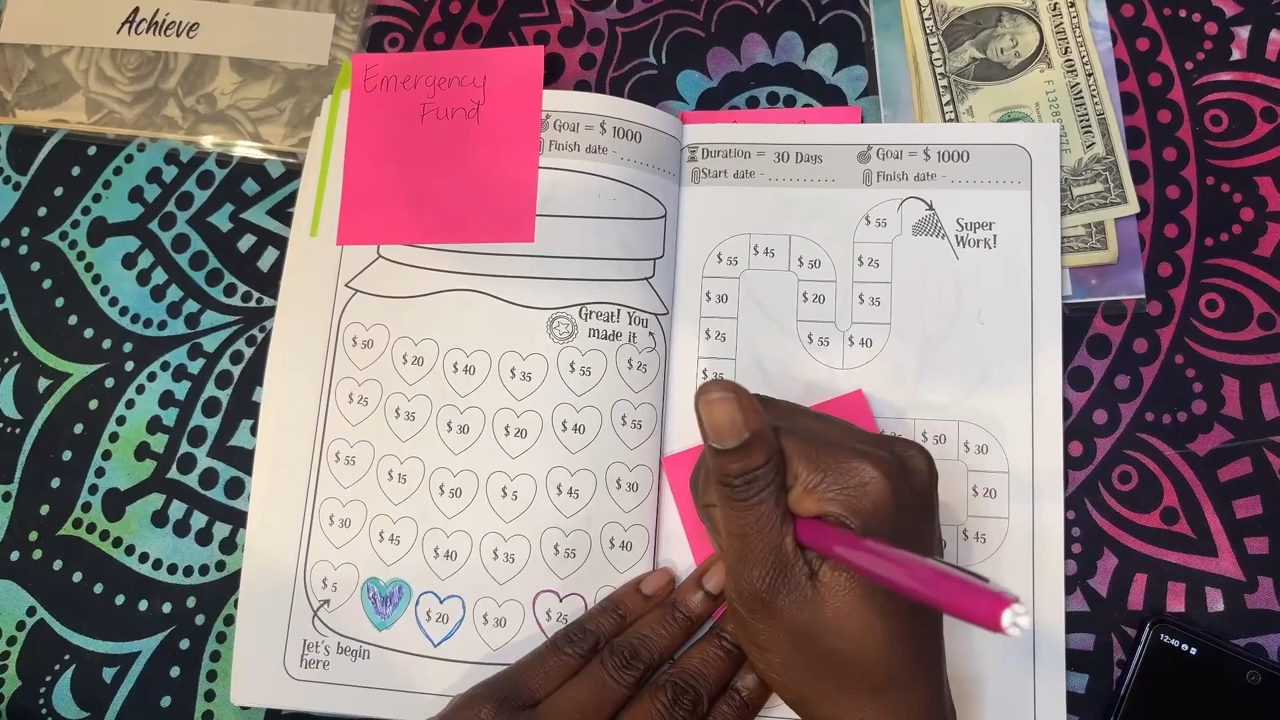 Achieve
Emergency
Fund
Goal = $ 1000
Finish date - ........
Great! You
made it
$ 50 $ 20 $ 40 $ 35 $ 55 $ 25
$ 25 $ 35 $ 30 $ 20 $ 40 $ 55
$ 55 $ 15 $ 50 $ 5 $ 45 $ 30
$ 30 $ 45 $ 40 $ 35 $ 55 $ 40
$ 5 $ 20 $ 30 $ 25
let's begin
here
Duration = 30 Days
Goal = $ 1000
Start date - ..........
Finish date - ...........
Super
Work!
$ 55
$ 55 $ 45 $ 50 $ 25
$ 30 $ 20 $ 35
$ 25 $ 55 $ 40
$ 35
$ 50 $ 30
$ 20
$ 45
ONE DOLLAR
STATES OF AMERICA
1
12:40